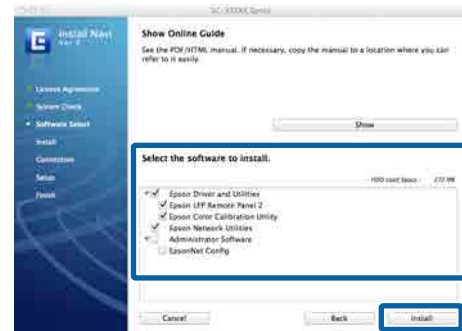 SC-XXXXX Series
Install Navi
Ver 6
Show Online Guide
See the PDF/HTML manual. If necessary, copy the manual to a location where you can
refer to it easily.
License Agreement
System Check
Software Select
Install
Connection
Setup
Finish
Show
Select the software to install.
Epson Driver and Utilities
Epson LFP Remote Panel 2
Epson Color Calibration Utility
Epson Network Utilities
Administrator Software
EpsonNet Config
Cancel
Back
Install